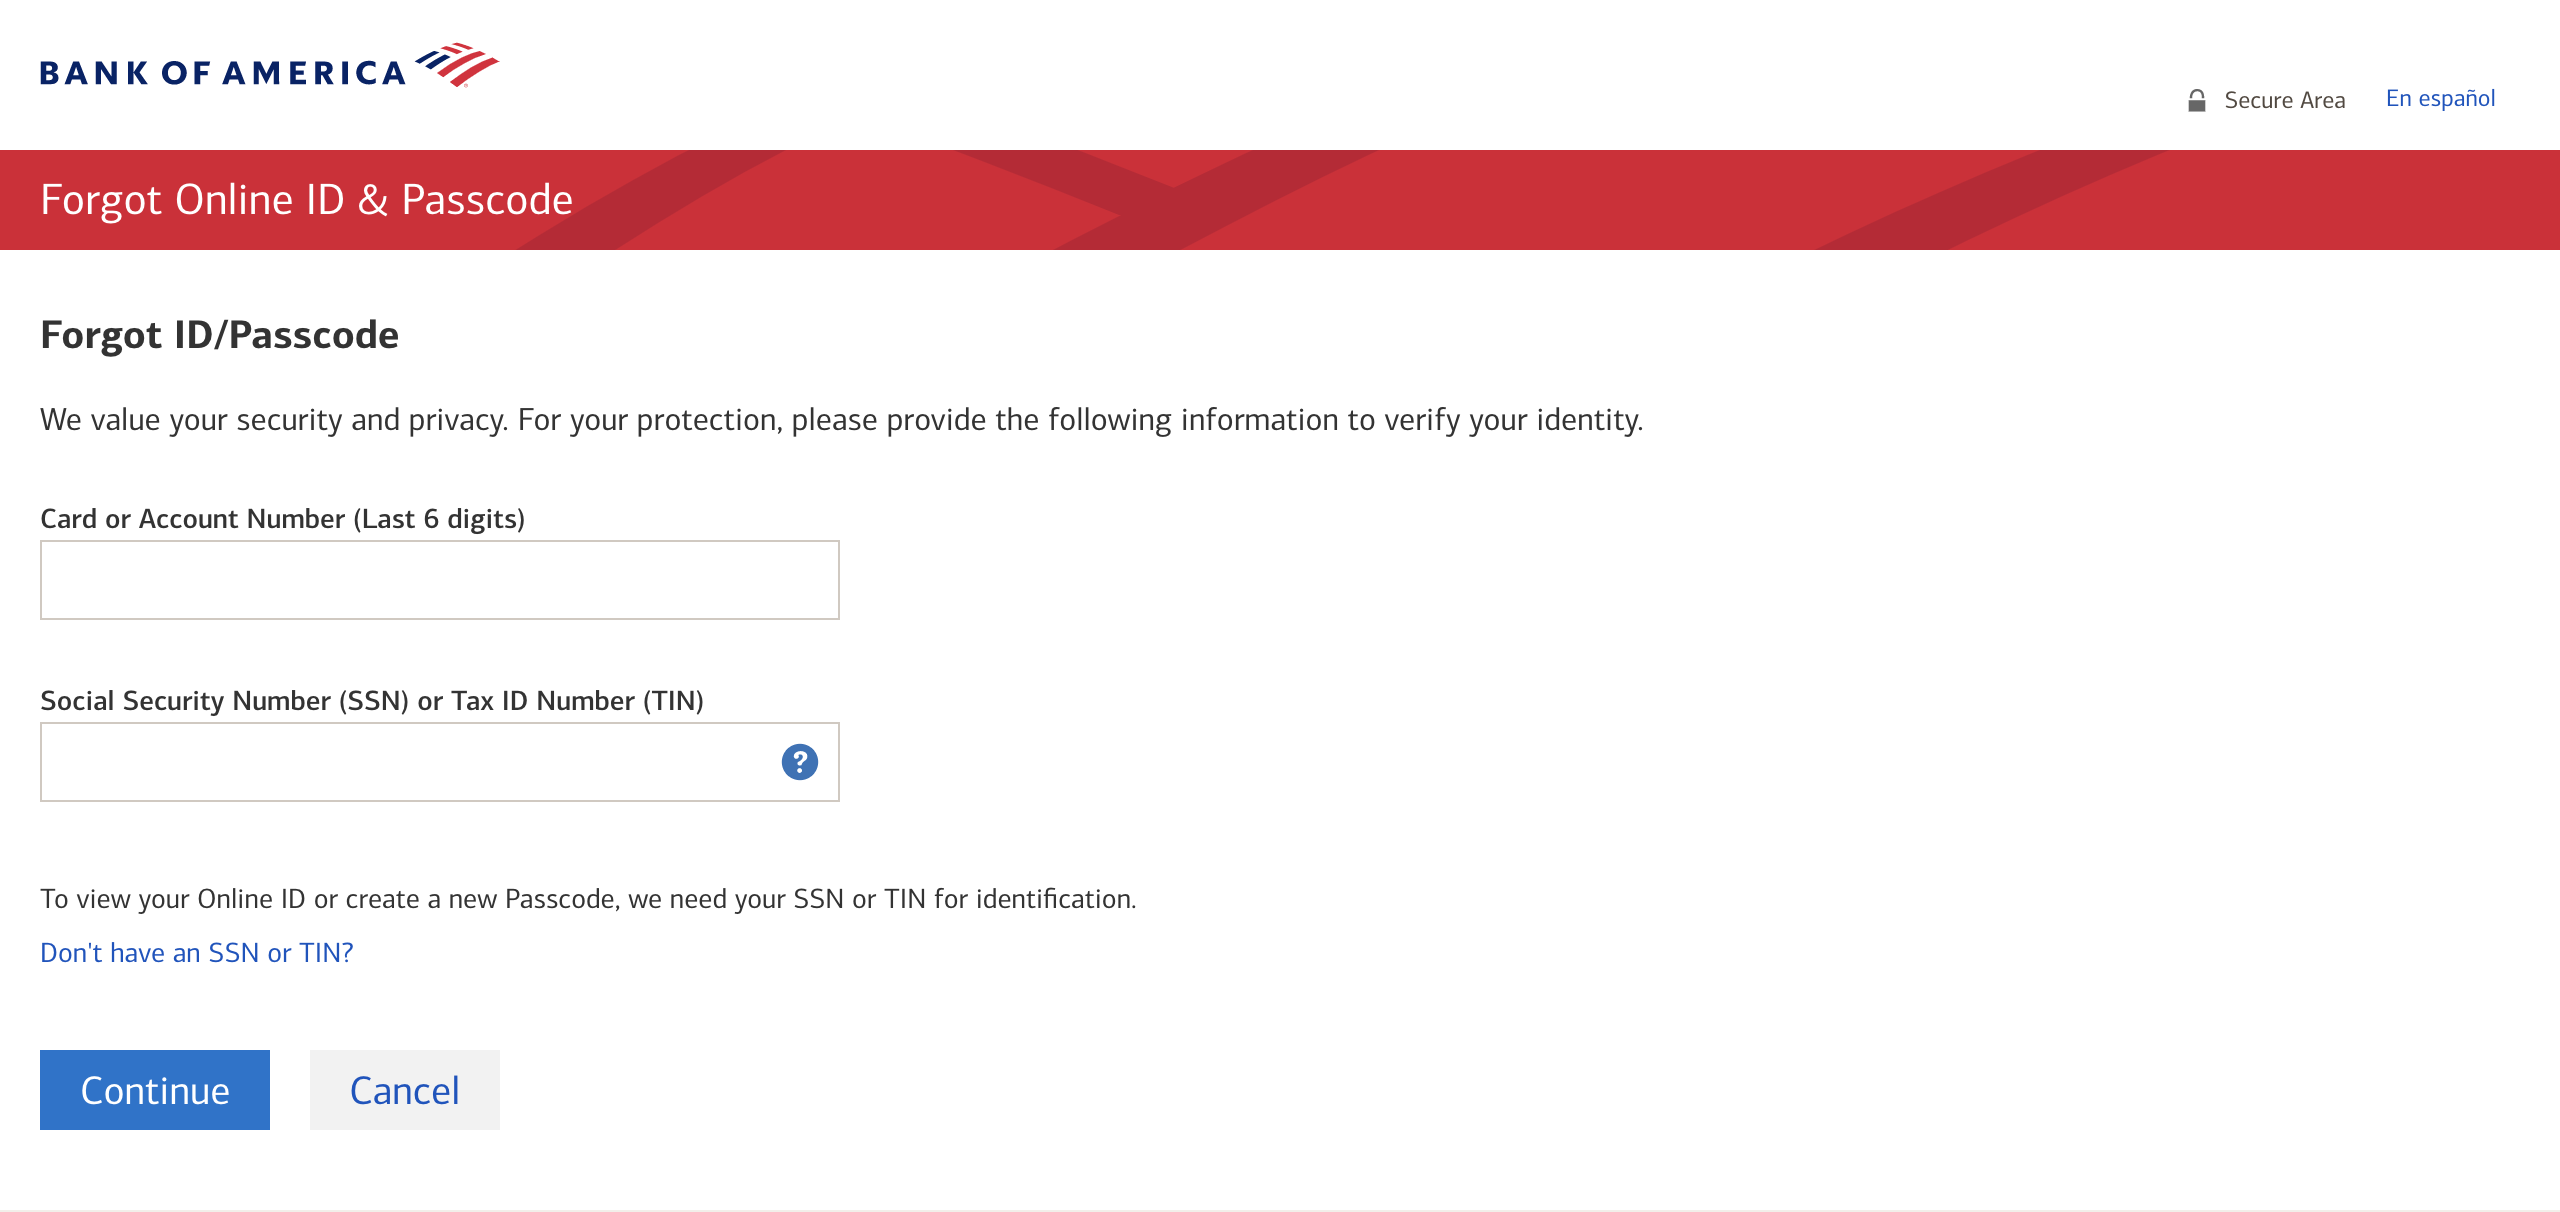 BANK OF AMERICA
Secure Area
En español
Forgot Online ID & Passcode
Forgot ID/Passcode
We value your security and privacy. For your protection, please provide the following information to verify your identity.
Card or Account Number (Last 6 digits)
Social Security Number (SSN) or Tax ID Number (TIN)
?
To view your Online ID or create a new Passcode, we need your SSN or TIN for identification.
Don't have an SSN or TIN?
Continue
Cancel